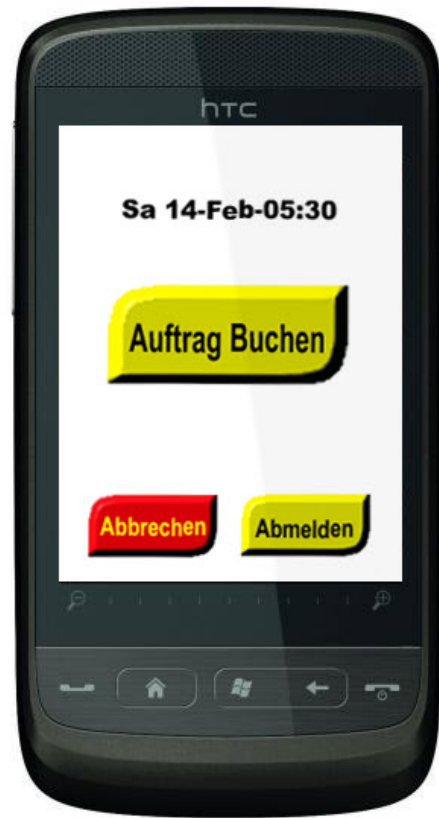 hTC
Sa 14-Feb-05:30
Auftrag Buchen
Abbrechen
Abmelden